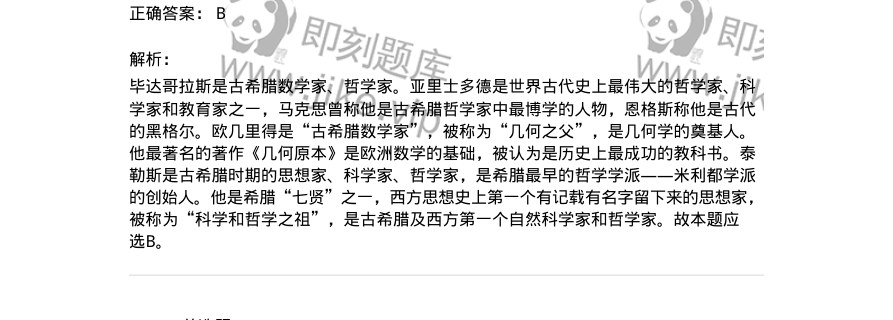 正确答案： B
解析：
毕达哥拉斯是古希腊数学家、哲学家。亚里士多德是世界古代史上最伟大的哲学家、科
学家和教育家之一，马克思曾称他是古希腊哲学家中最博学的人物，恩格斯称他是古代
的黑格尔。欧几里得是“古希腊数学家”，被称为“几何之父”，是几何学的奠基人。
他最著名的著作《几何原本》是欧洲数学的基础，被认为是历史上最成功的教科书。泰
勒斯是古希腊时期的思想家、科学家、哲学家，是希腊最早的哲学学派——米利都学派
的创始人。他是希腊“七贤”之一，西方思想史上第一个有记载有名字留下来的思想家，
被称为“科学和哲学之祖”，是古希腊及西方第一个自然科学家和哲学家。故本题应
选B。
即刻题库
www.jike.vip
即刻
www.jike